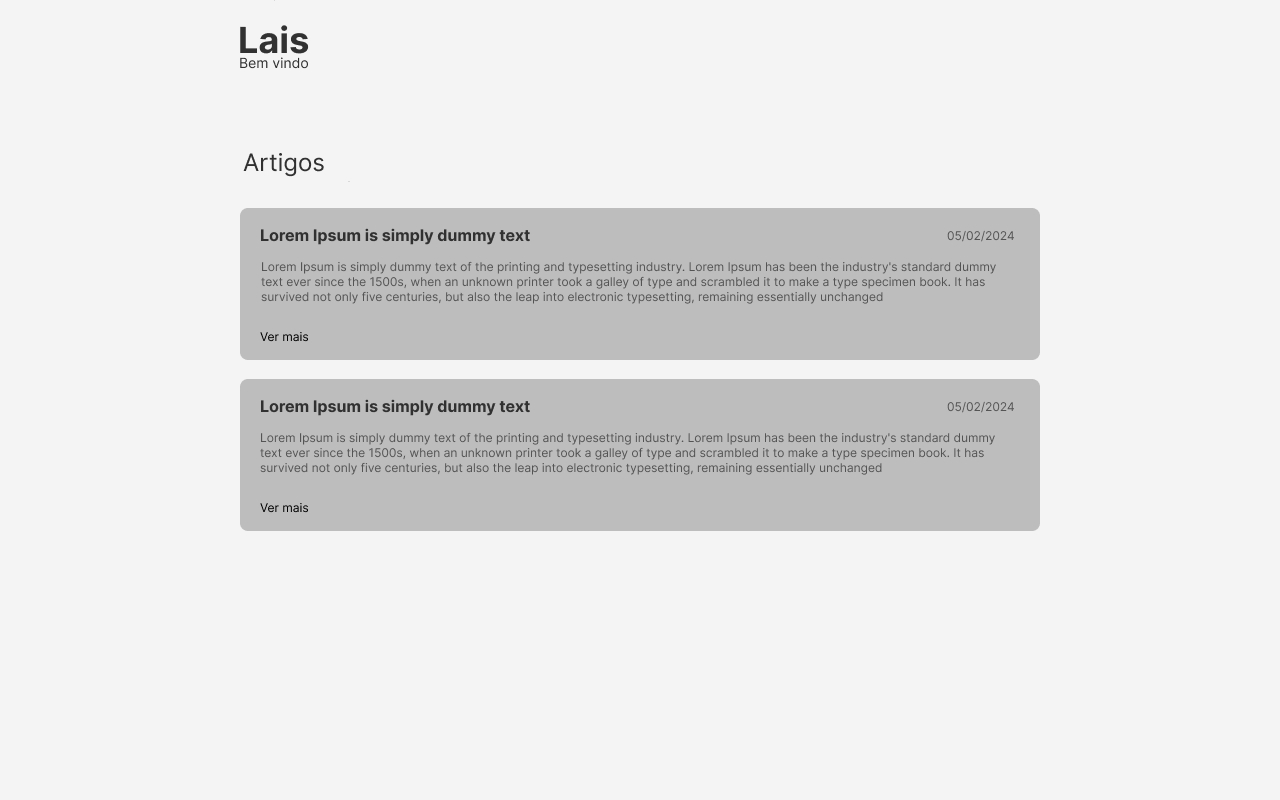 Lais
Bem vindo
Artigos
Lorem Ipsum is simply dummy text
05/02/2024
Lorem Ipsum is simply dummy text of the printing and typesetting industry. Lorem Ipsum has been the industry's standard dummy
text ever since the 1500s, when an unknown printer took a galley of type and scrambled it to make a type specimen book. It has
survived not only five centuries, but also the leap into electronic typesetting, remaining essentially unchanged
Ver mais
Lorem Ipsum is simply dummy text
05/02/2024
Lorem Ipsum is simply dummy text of the printing and typesetting industry. Lorem Ipsum has been the industry's standard dummy
text ever since the 1500s, when an unknown printer took a galley of type and scrambled it to make a type specimen book. It has
survived not only five centuries, but also the leap into electronic typesetting, remaining essentially unchanged
Ver mais